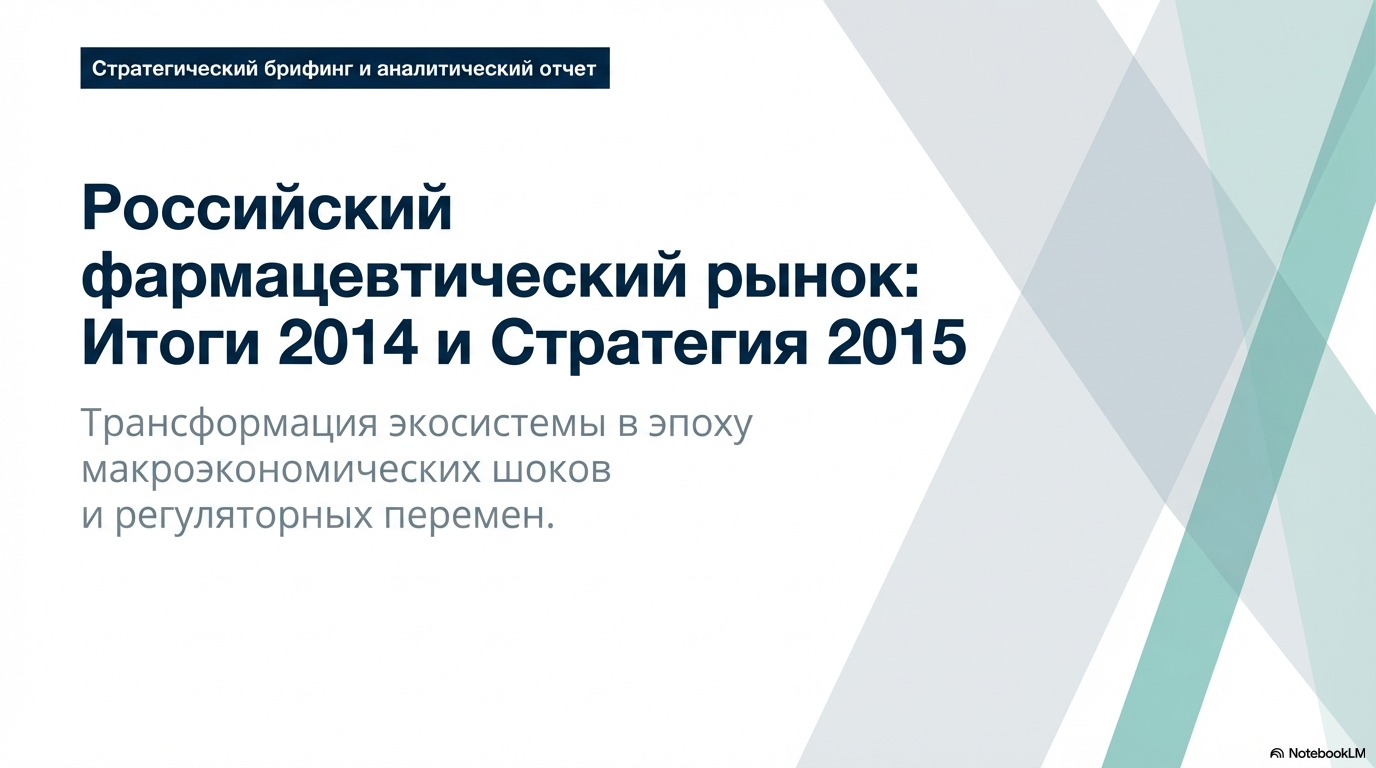 Стратегический брифинг и аналитический отчет
Российский
фармацевтический рынок:
Итоги 2014 и Стратегия 2015
Трансформация экосистемы в эпоху
макроэкономических шоков
и регуляторных перемен.
NotebookLM